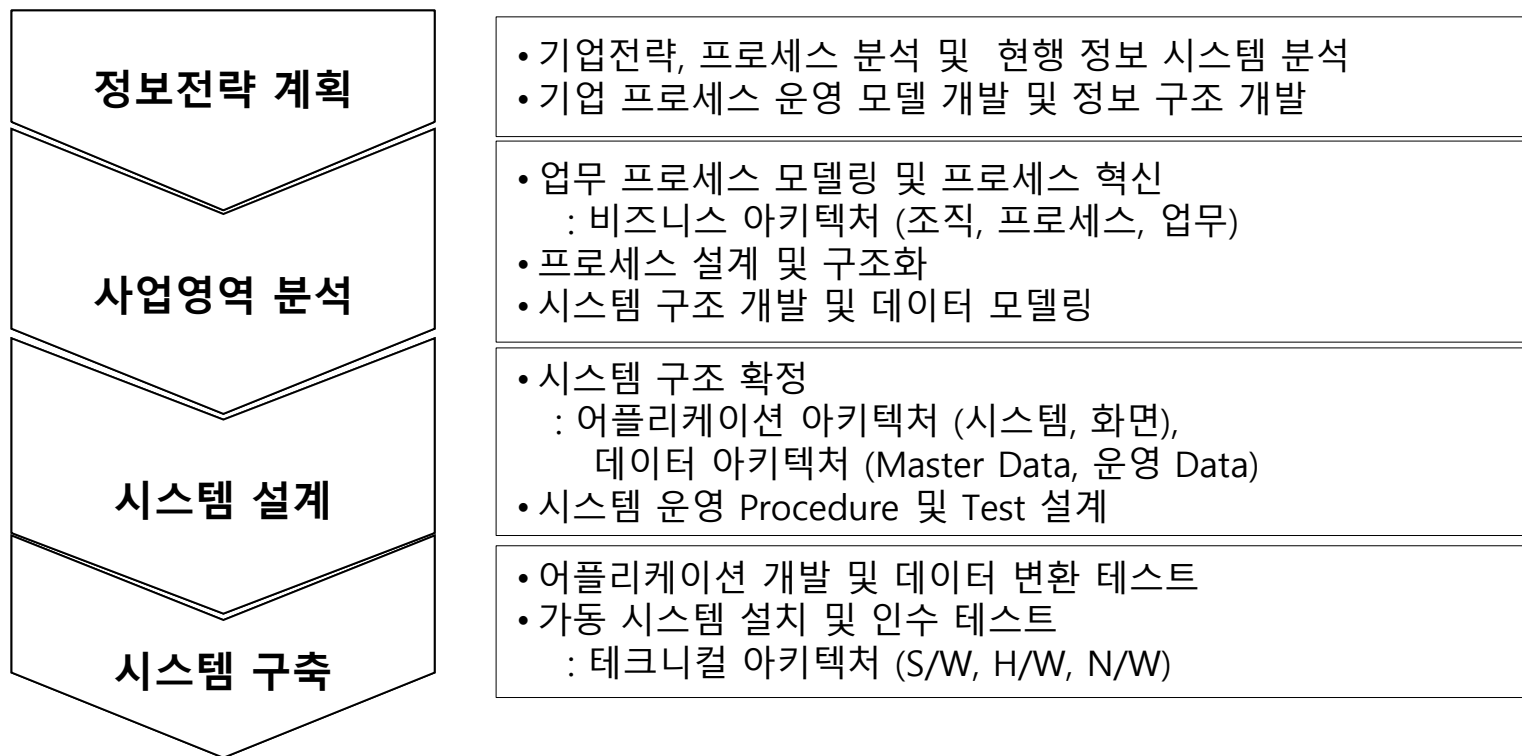 정보전략 계획
• 기업전략, 프로세스 분석 및 현행 정보 시스템 분석
• 기업 프로세스 운영 모델 개발 및 정보 구조 개발
사업영역 분석
• 업무 프로세스 모델링 및 프로세스 혁신
: 비즈니스 아키텍처 (조직, 프로세스, 업무)
• 프로세스 설계 및 구조화
• 시스템 구조 개발 및 데이터 모델링
시스템 설계
• 시스템 구조 확정
: 어플리케이션 아키텍처 (시스템, 화면),
데이터 아키텍처 (Master Data, 운영 Data)
• 시스템 운영 Procedure 및 Test 설계
시스템 구축
• 어플리케이션 개발 및 데이터 변환 테스트
• 가동 시스템 설치 및 인수 테스트
: 테크니컬 아키텍처 (S/W, H/W, N/W)